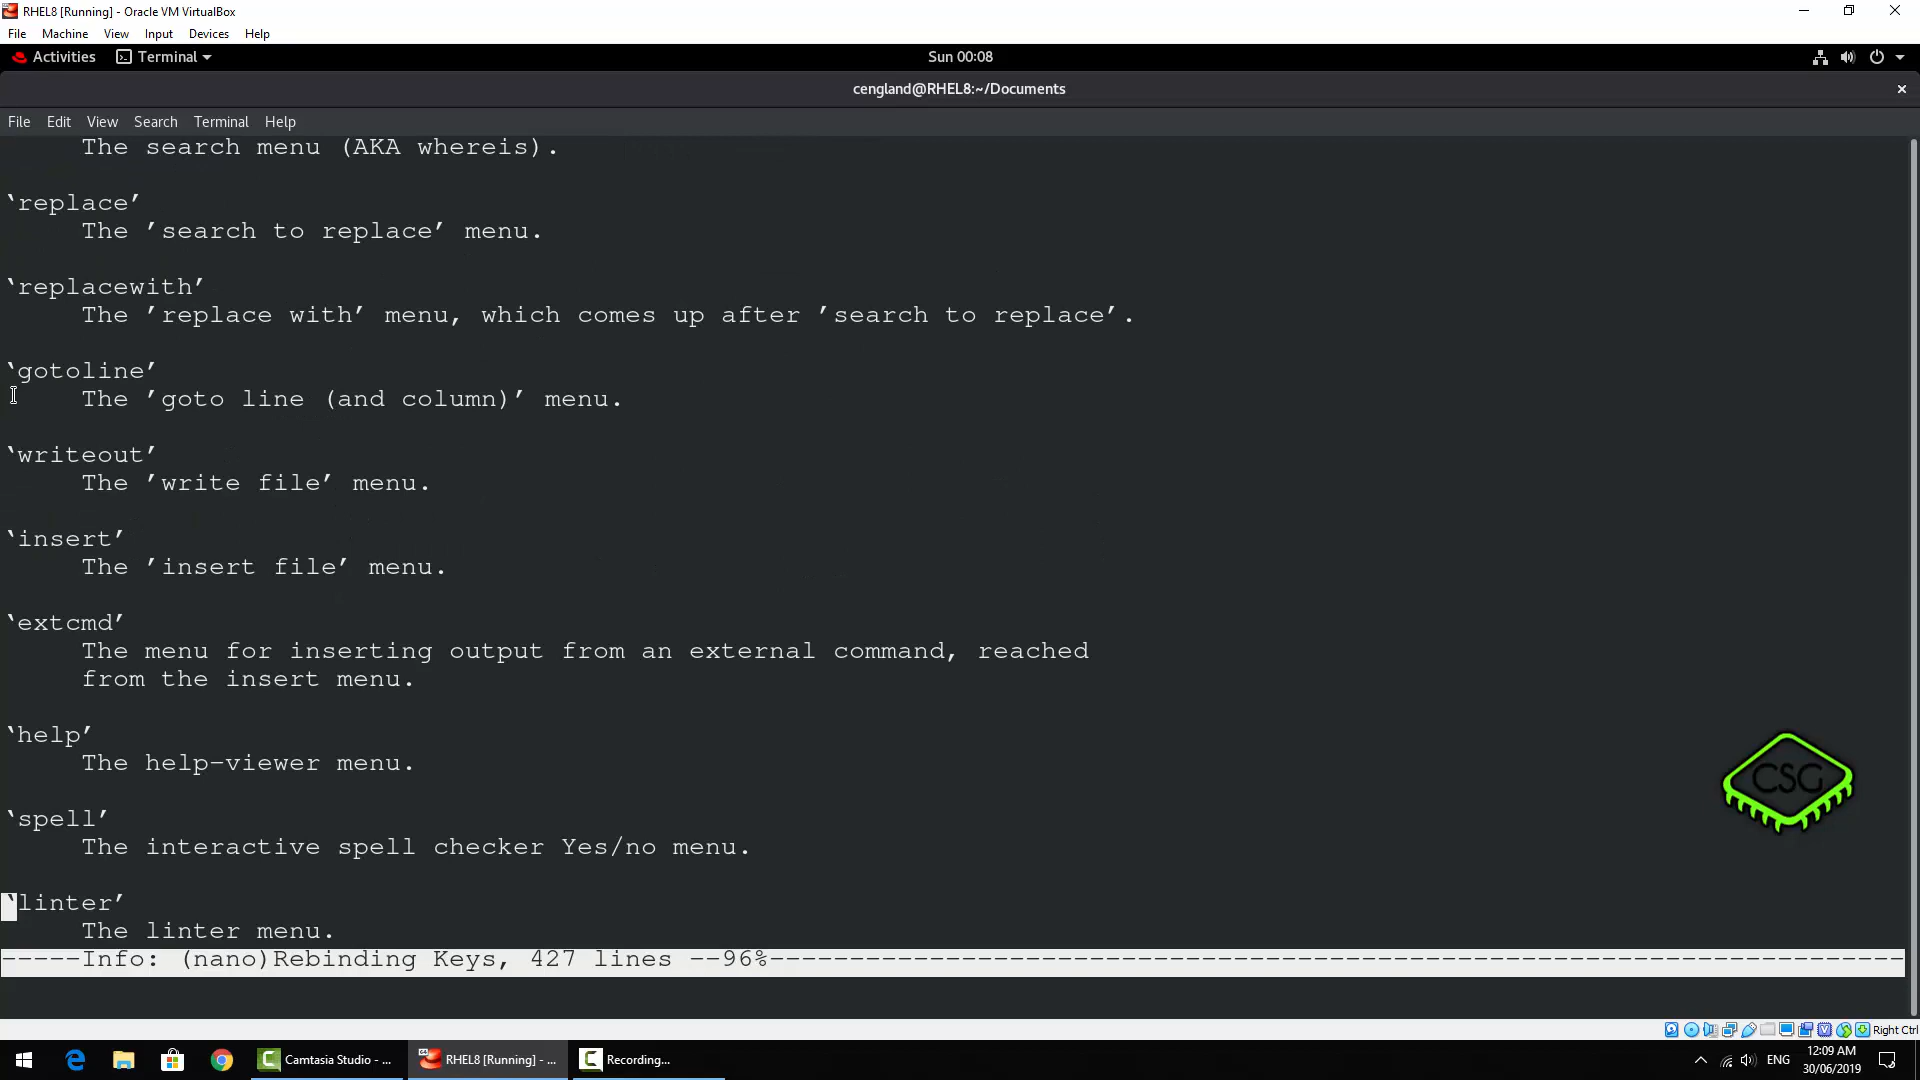 RHEL8 [Running] - Oracle VM VirtualBox
File Machine View Input Devices Help
Activities Terminal Sun 00:08
cengland@RHEL8:~/Documents
File Edit View Search Terminal Help
The search menu (AKA whereis).
‘replace’
The ’search to replace’ menu.
‘replacewith’
The ’replace with’ menu, which comes up after ’search to replace’.
‘gotoline’
The ’goto line (and column)’ menu.
‘writeout’
The ’write file’ menu.
‘insert’
The ’insert file’ menu.
‘extcmd’
The menu for inserting output from an external command, reached
from the insert menu.
‘help’
The help-viewer menu.
CSG
‘spell’
The interactive spell checker Yes/no menu.
‘linter’
The linter menu.
-----Info: (nano)Rebinding Keys, 427 lines --96%-----------------------------------------------------------------------
Right Ctrl
Camtasia Studio - ... RHEL8 [Running] - ... Recording... ENG 12:09 AM
30/06/2019